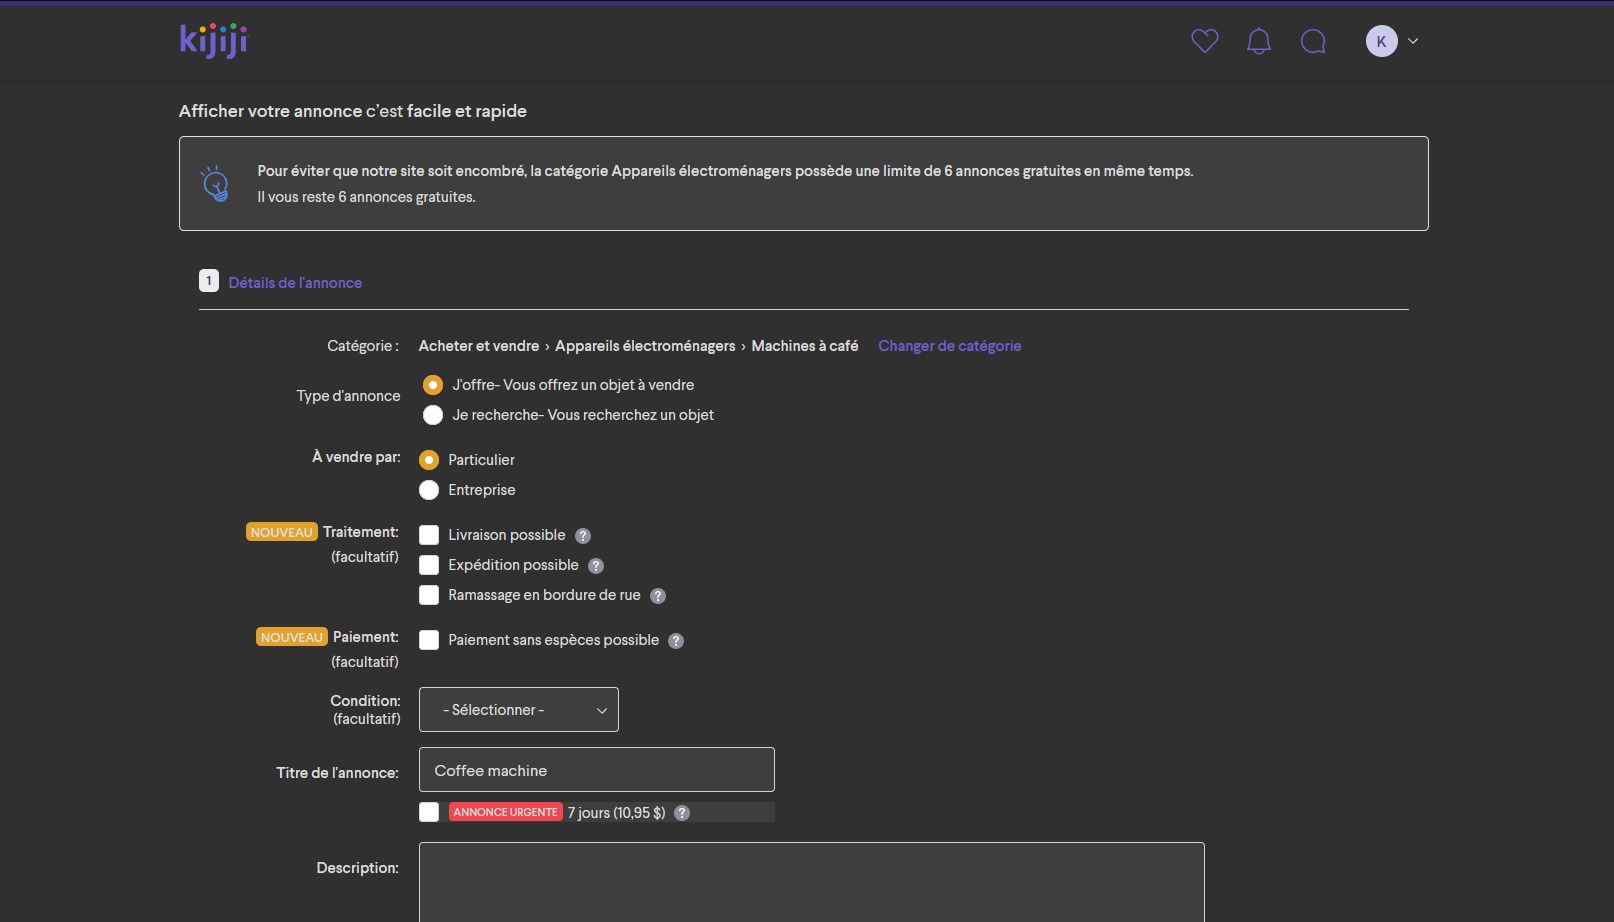 kijiji
K
Afficher votre annonce c'est facile et rapide
Pour éviter que notre site soit encombré, la catégorie Appareils électroménagers possède une limite de 6 annonces gratuites en même temps.
Il vous reste 6 annonces gratuites.
1 Détails de l'annonce
Catégorie : Acheter et vendre › Appareils électroménagers › Machines à café Changer de catégorie
Type d'annonce
J'offre- Vous offrez un objet à vendre
Je recherche- Vous recherchez un objet
À vendre par:
Particulier
Entreprise
NOUVEAU Traitement:
(facultatif)
Livraison possible ?
Expédition possible ?
Ramassage en bordure de rue ?
NOUVEAU Paiement:
(facultatif)
Paiement sans espèces possible ?
Condition:
(facultatif)
- Sélectionner -
Titre de l'annonce: Coffee machine
ANNONCE URGENTE 7 jours (10,95 $) ?
Description: